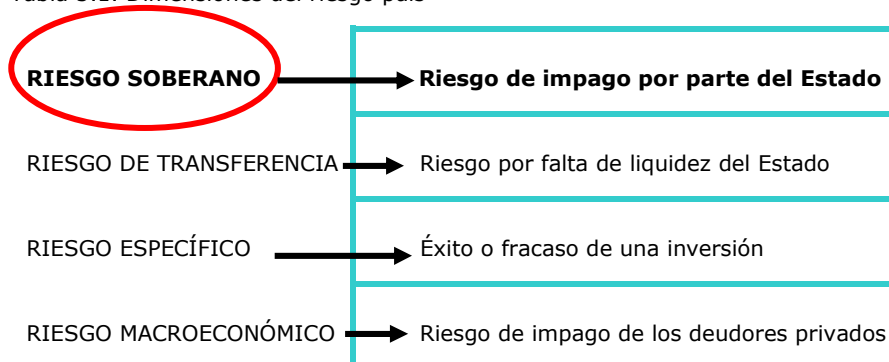 Tabla 3.1. Dimensiones del riesgo país
RIESGO SOBERANO Riesgo de impago por parte del Estado
RIESGO DE TRANSFERENCIA Riesgo por falta de liquidez del Estado
RIESGO ESPECÍFICO Éxito o fracaso de una inversión
RIESGO MACROECONÓMICO Riesgo de impago de los deudores privados